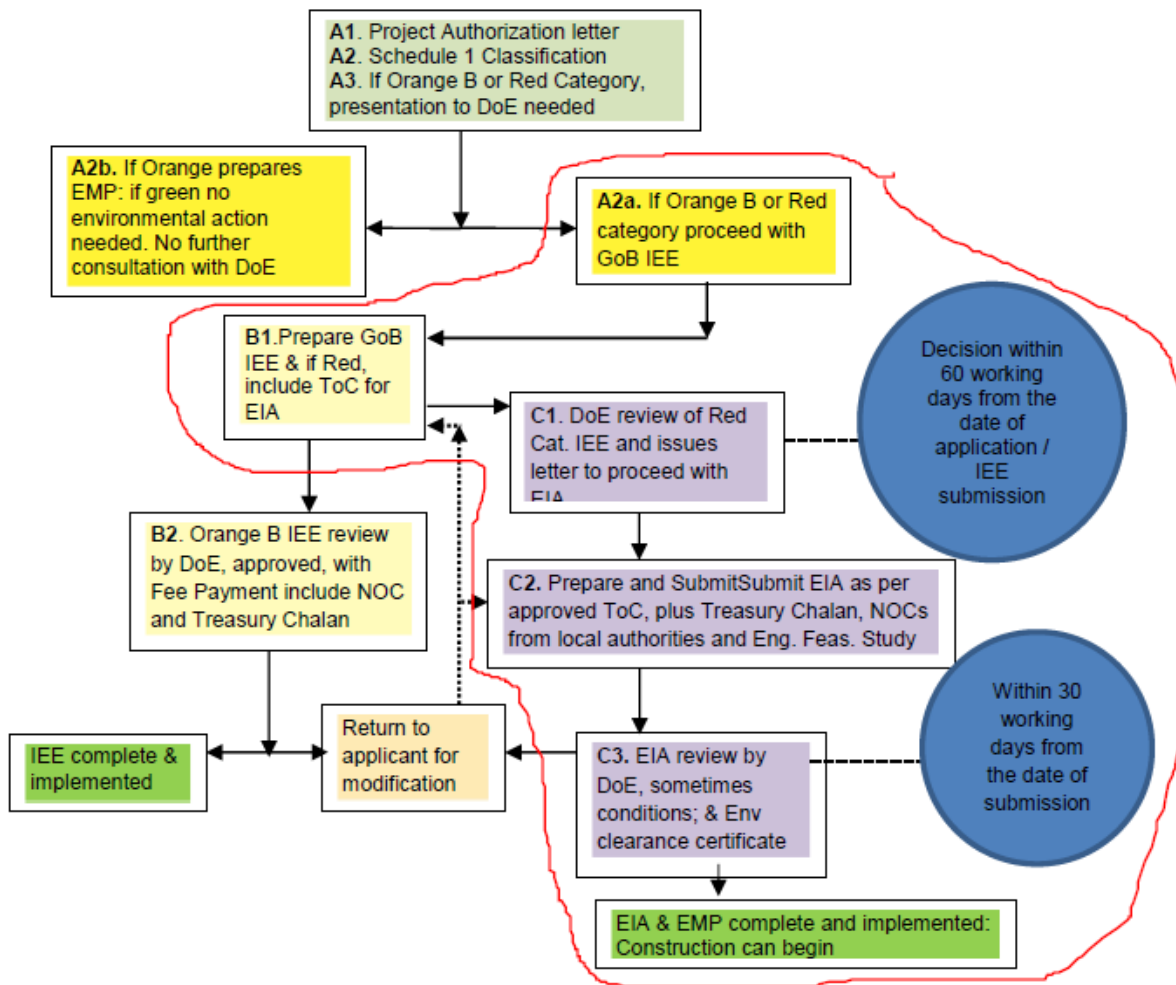 A1. Project Authorization letter
A2. Schedule 1 Classification
A3. If Orange B or Red Category,
presentation to DoE needed
A2b. If Orange prepares
EMP: if green no
environmental action
needed. No further
consultation with DoE
A2a. If Orange B or Red
category proceed with
GoB IEE
B1.Prepare GoB
IEE & if Red,
include ToC for
EIA
Decision within
60 working
days from the
date of
application /
IEE
submission
C1. DoE review of Red
Cat. IEE and issues
letter to proceed with
EIA
B2. Orange B IEE review
by DoE, approved, with
Fee Payment include NOC
and Treasury Chalan
C2. Prepare and SubmitSubmit EIA as per
approved ToC, plus Treasury Chalan, NOCs
from local authorities and Eng. Feas. Study
Within 30
working
days from
the date of
submission
IEE complete &
implemented
Return to
applicant for
modification
C3. EIA review by
DoE, sometimes
conditions; & Env
clearance certificate
EIA & EMP complete and implemented:
Construction can begin